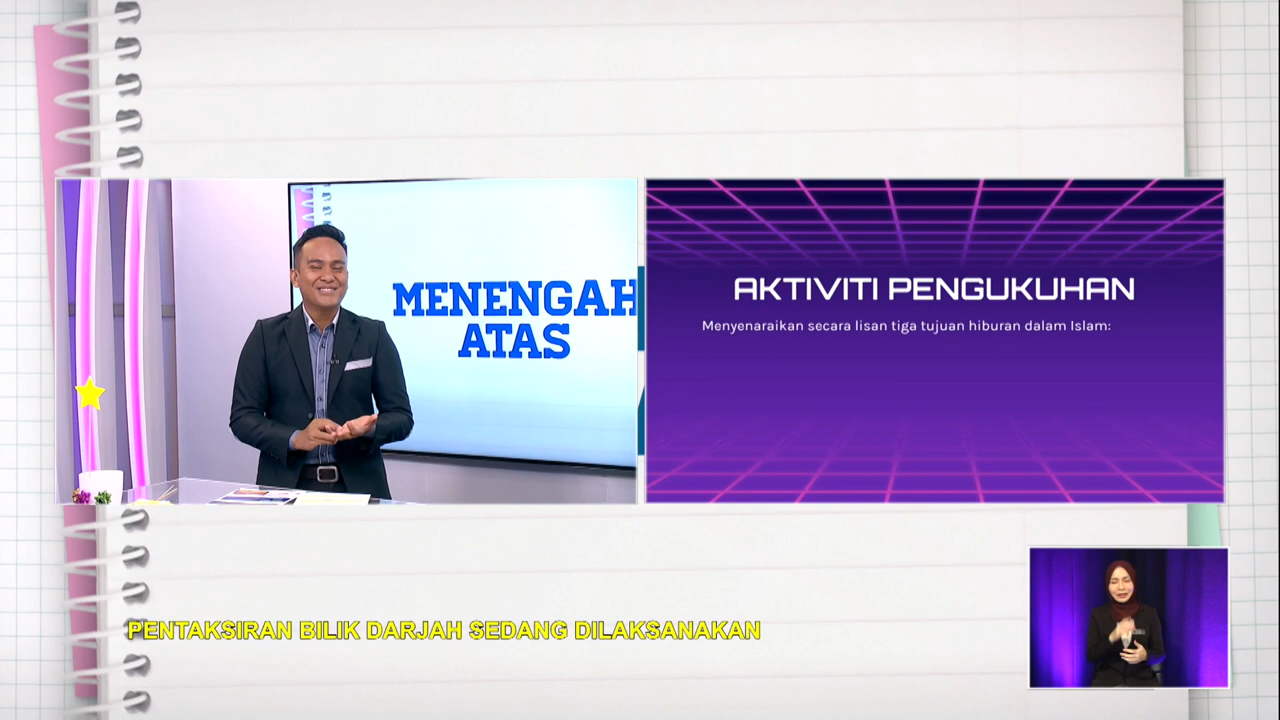 MENENGAH
ATAS
AKTIVITI PENGUKUHAN
Menyenaraikan secara lisan tiga tujuan hiburan dalam Islam:
PENTAKSIRAN BILIK DARJAH SEDANG DILAKSANAKAN